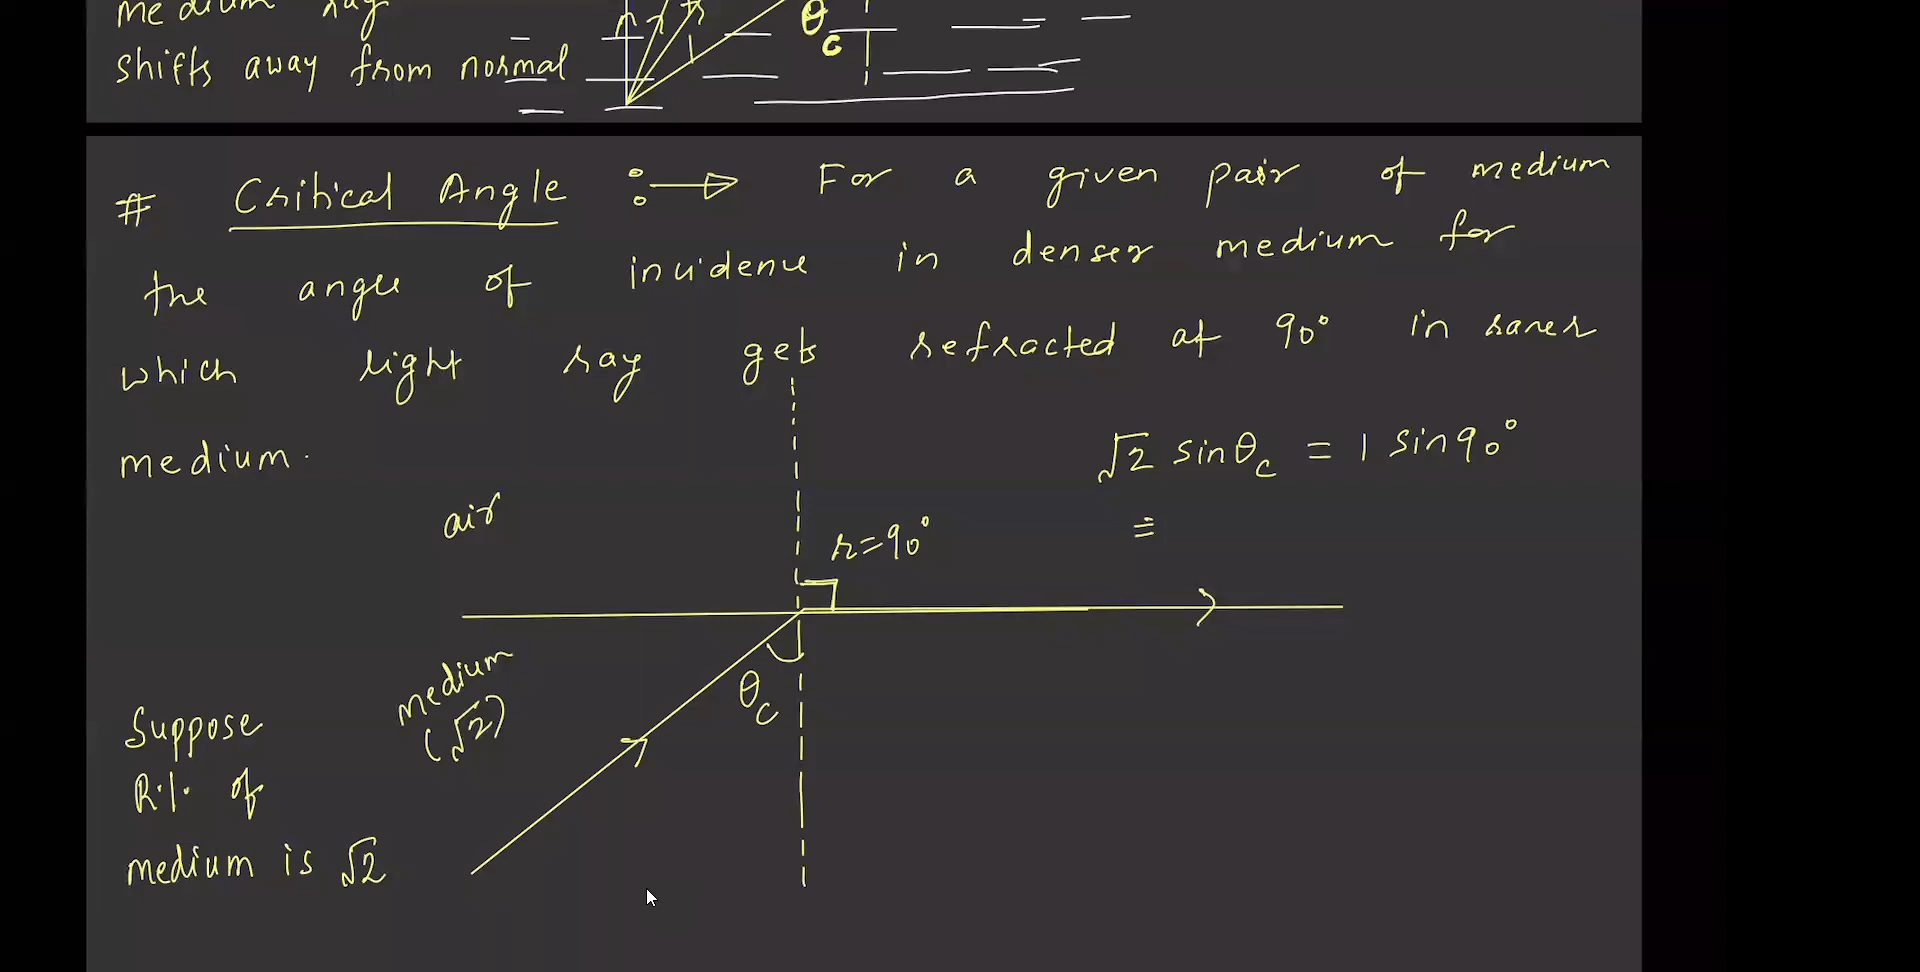 medium ray
shifts away from normal
θc
# Critical Angle :→ For a given pair of medium
the angle of incidence in denser medium for
which light ray gets refracted at 90° in rarer
medium.
√2 sinθc = 1 sin90°
=
air
r=90°
medium
(√2)
θc
Suppose
R.I. of
medium is √2